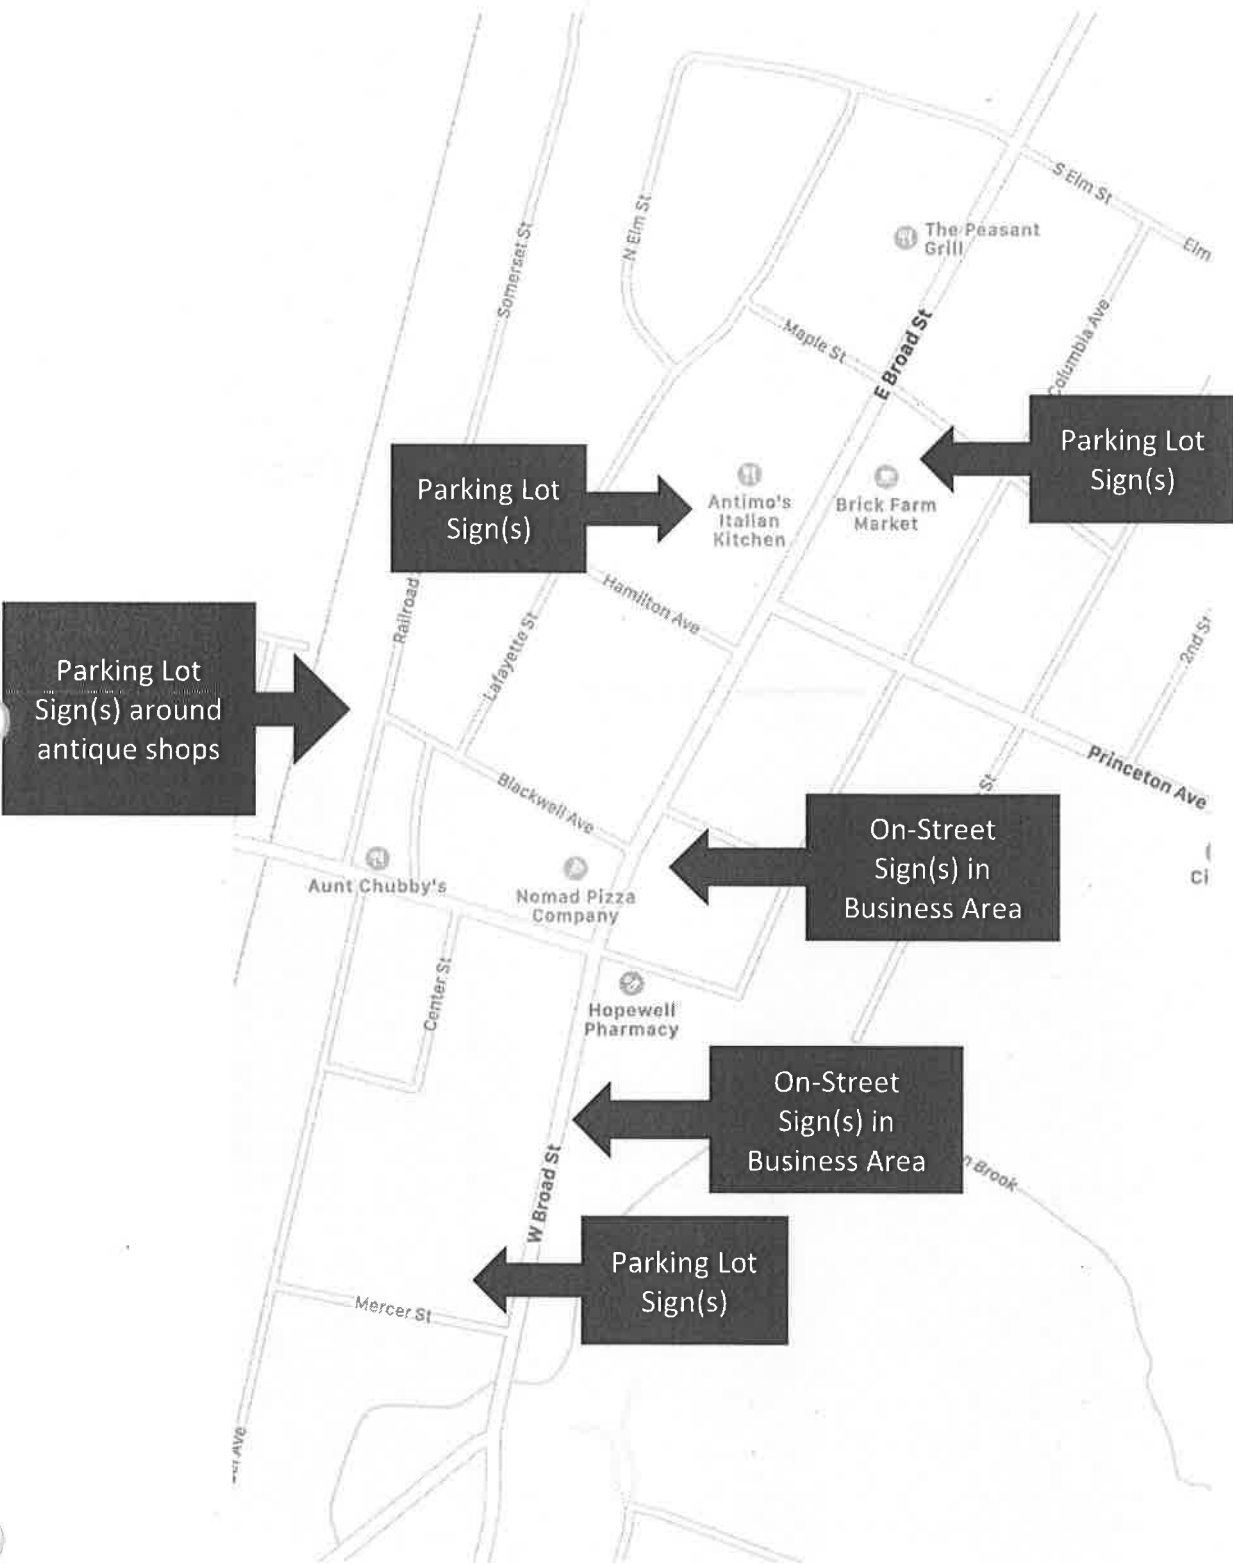 S Elm St
Elm
The Peasant
Grill
N Elm St
Somerset St
Maple St
E Broad St
Columbia Ave
Parking Lot
Sign(s)
Parking Lot
Sign(s)
Antimo's
Italian
Kitchen
Brick Farm
Market
Railroad
Hamilton Ave
Lafayette St
2nd St
Parking Lot
Sign(s) around
antique shops
Princeton Ave
Blackwell Ave
St
On-Street
Sign(s) in
Business Area
Ci
Aunt Chubby's
Nomad Pizza
Company
Center St
Hopewell
Pharmacy
On-Street
Sign(s) in
Business Area
n Brook
W Broad St
Parking Lot
Sign(s)
Mercer St
Ave